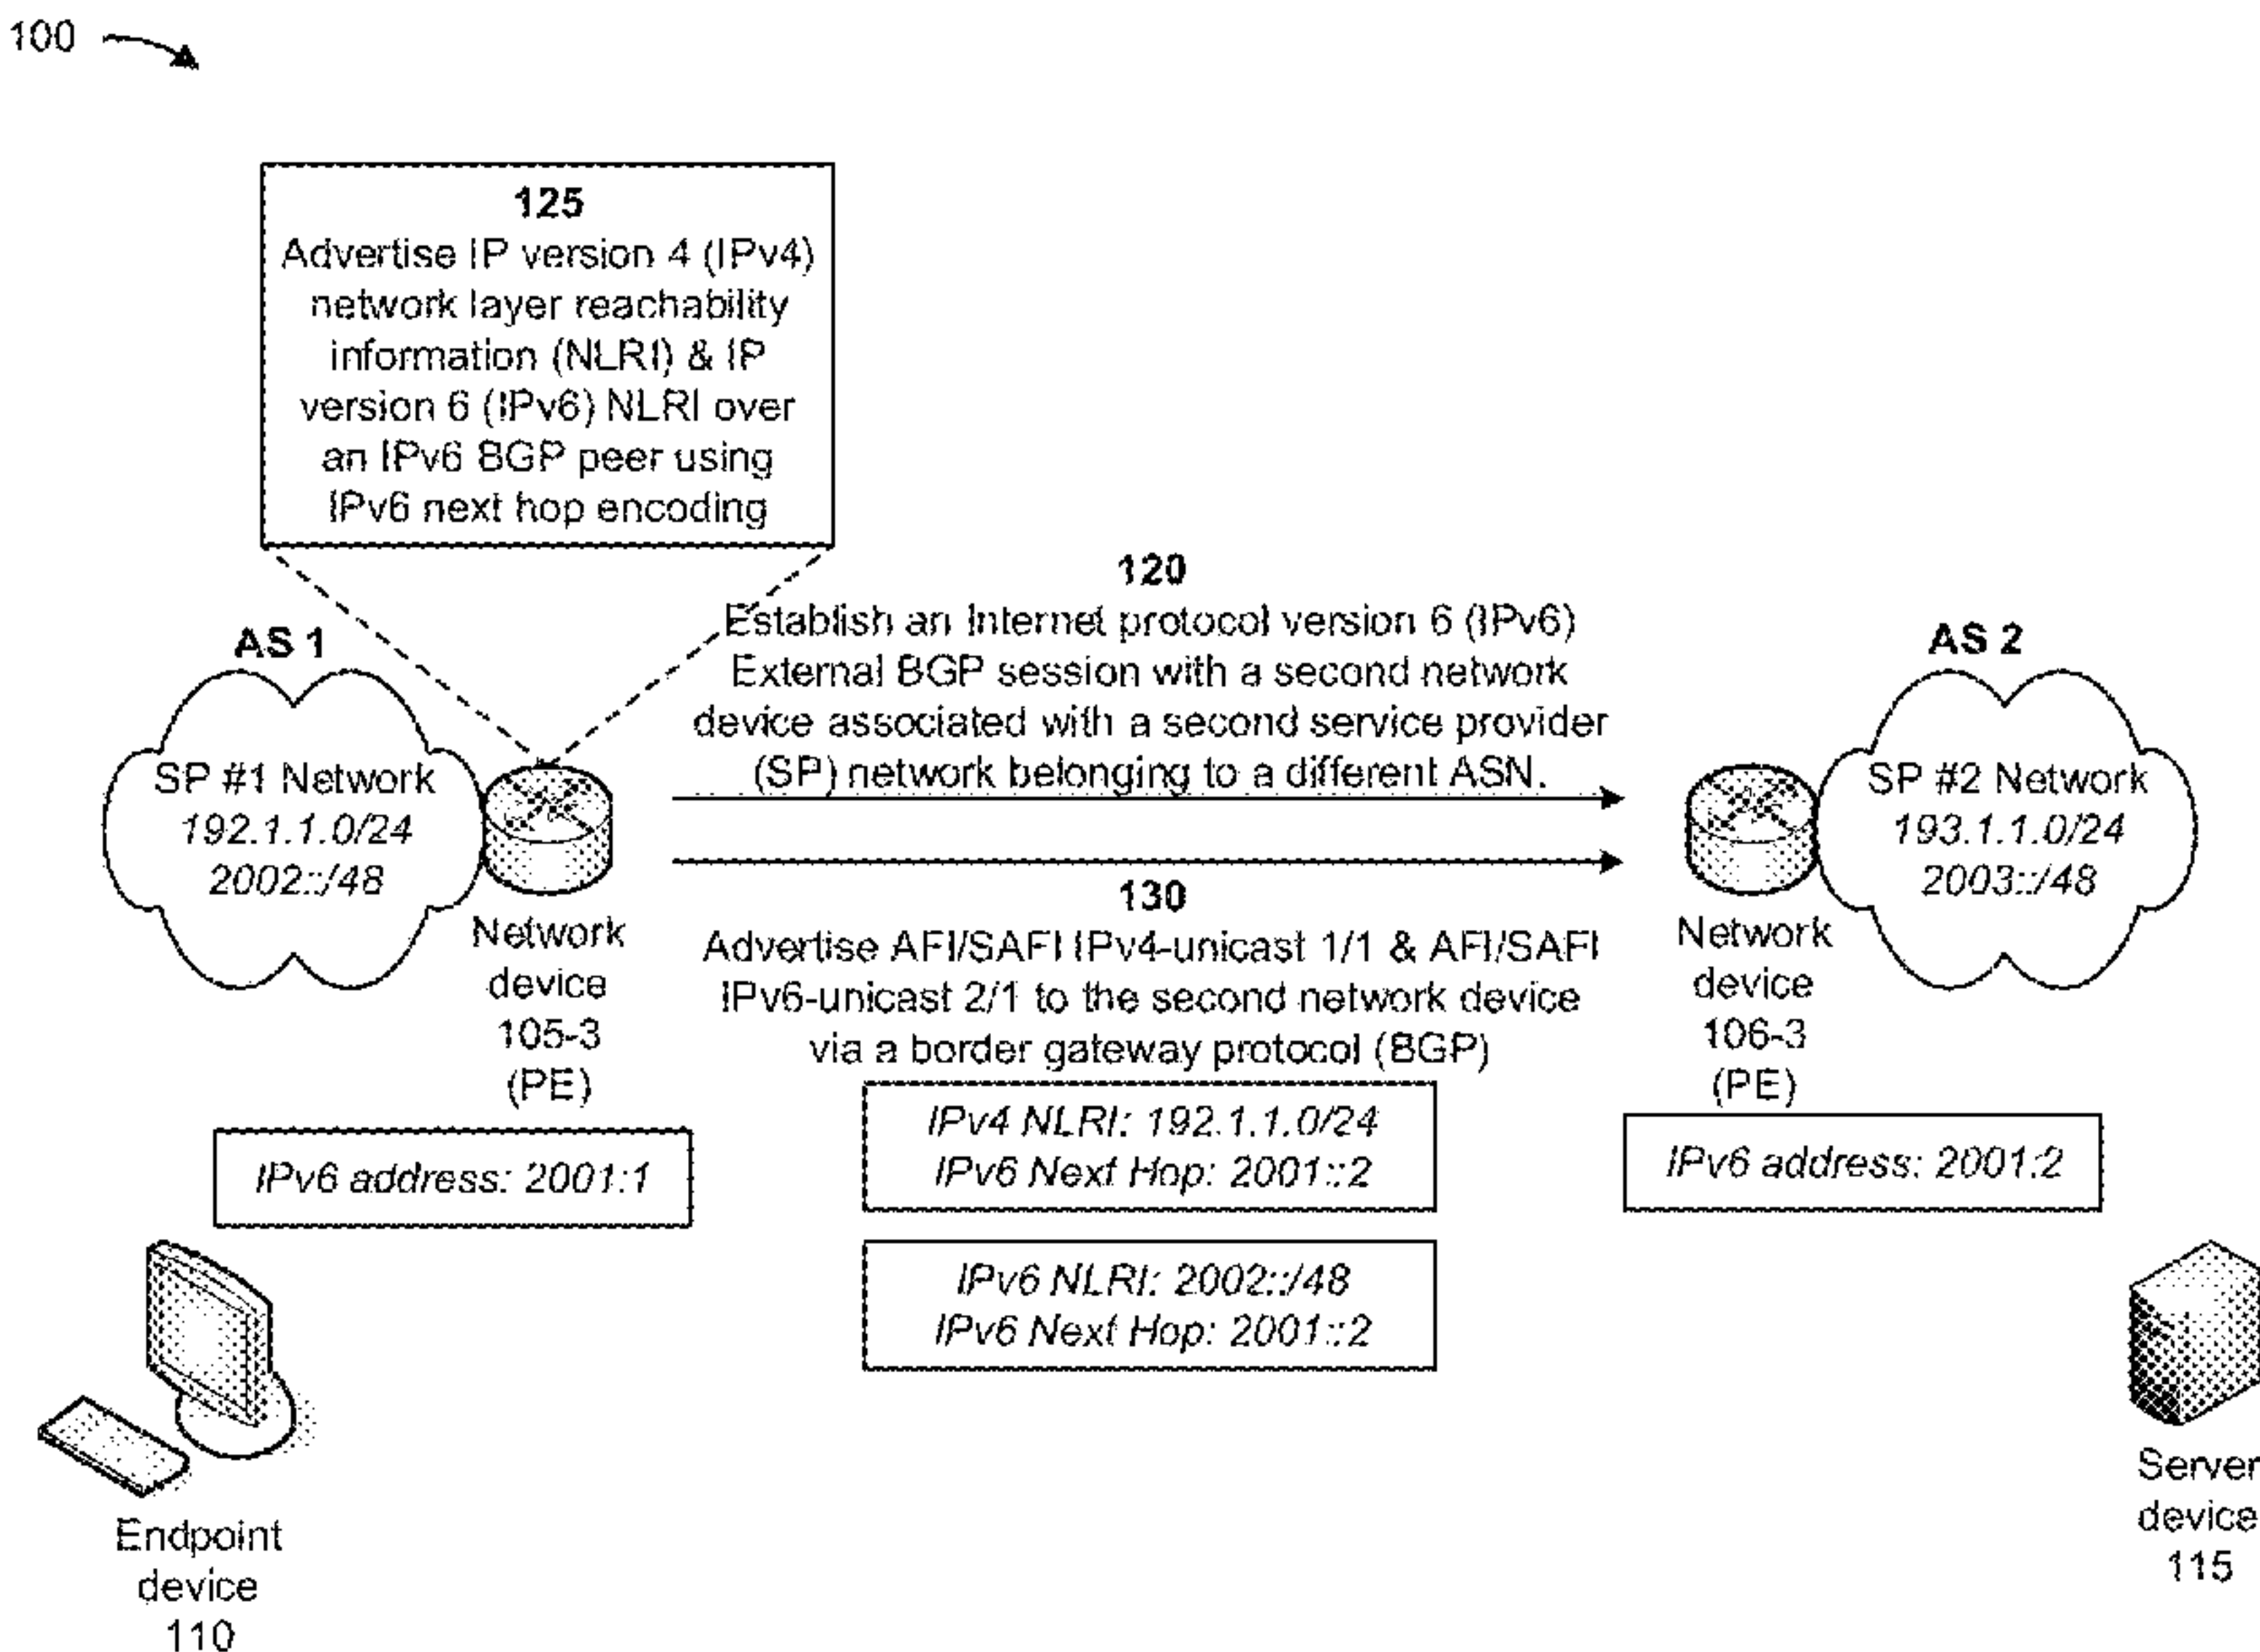 100
125
Advertise IP version 4 (IPv4)
network layer reachability
information (NLRI) & IP
version 6 (IPv6) NLRI over
an IPv6 BGP peer using
IPv6 next hop encoding
120
Establish an Internet protocol version 6 (IPv6)
External BGP session with a second network
device associated with a second service provider
(SP) network belonging to a different ASN.
AS 1
SP #1 Network
192.1.1.0/24
2002::/48
Network
device
105-3
(PE)
AS 2
SP #2 Network
193.1.1.0/24
2003::/48
Network
device
106-3
(PE)
130
Advertise AFI/SAFI IPv4-unicast 1/1 & AFI/SAFI
IPv6-unicast 2/1 to the second network device
via a border gateway protocol (BGP)
IPv6 address: 2001:1
IPv4 NLRI: 192.1.1.0/24
IPv6 Next Hop: 2001::2
IPv6 address: 2001:2
IPv6 NLRI: 2002::/48
IPv6 Next Hop: 2001::2
Endpoint
device
110
Server
device
115